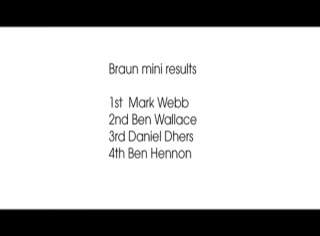 Braun mini results
1st Mark Webb
2nd Ben Wallace
3rd Daniel Dhers
4th Ben Hennon